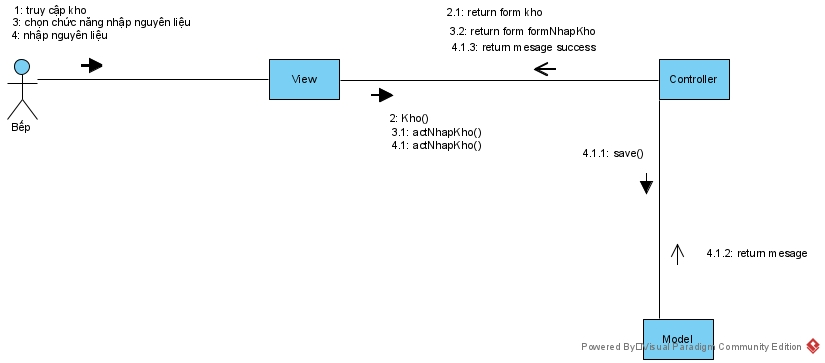 1: truy cập kho
3: chọn chức năng nhập nguyên liệu
4: nhập nguyên liệu
2.1: return form kho
3.2: return form formNhapKho
4.1.3: return mesage success
View
Controller
Bếp
2: Kho()
3.1: actNhapKho()
4.1: actNhapKho()
4.1.1: save()
4.1.2: return mesage
Model
Powered By Visual Paradigm Community Edition